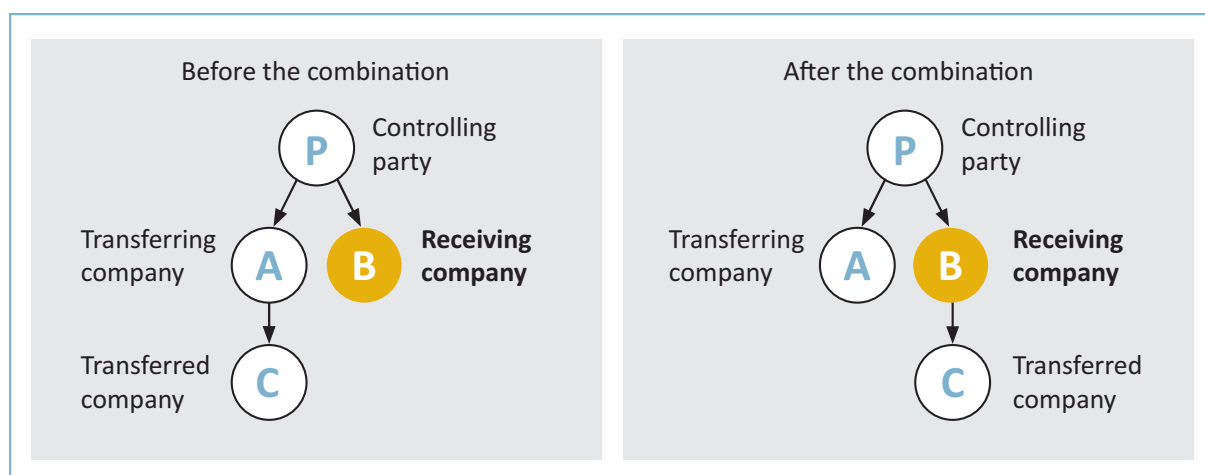 Before the combination
P
Controlling
party
Transferring
company
A
B
Receiving
company
Transferred
company
C
After the combination
P
Controlling
party
Transferring
company
A
B
Receiving
company
C
Transferred
company